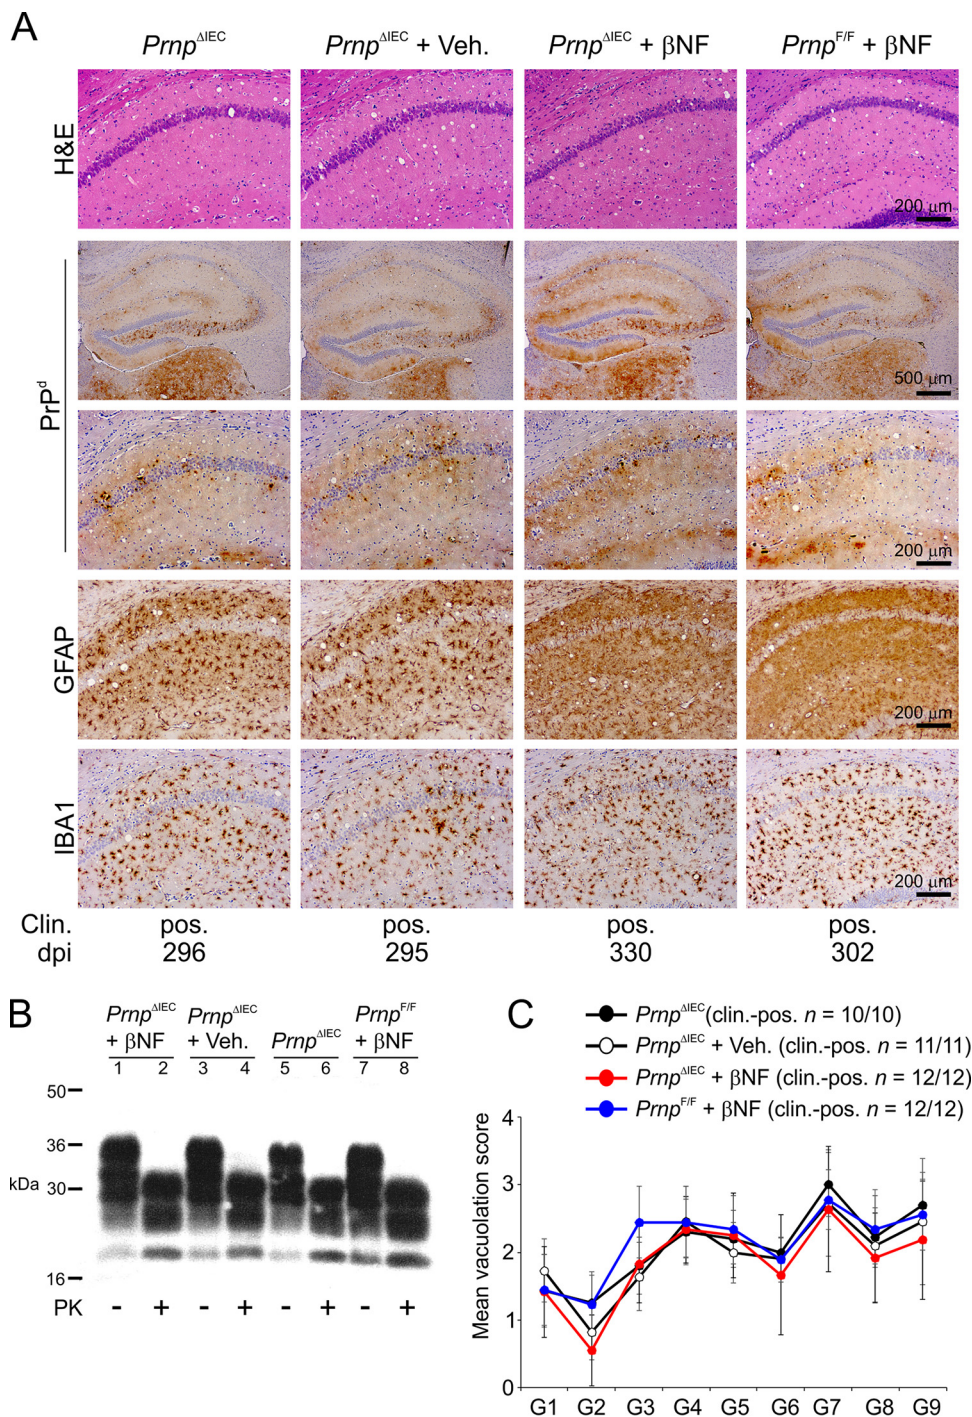 A
Prnp^ΔIEC Prnp^ΔIEC + Veh. Prnp^ΔIEC + βNF Prnp^F/F + βNF
H&E
200 µm
PrP^d
500 µm
200 µm
GFAP
200 µm
IBA1
200 µm
Clin. pos. pos. pos. pos.
dpi 296 295 330 302
B
Prnp^ΔIEC + βNF Prnp^ΔIEC + Veh. Prnp^ΔIEC Prnp^F/F + βNF
1 2 3 4 5 6 7 8
50
36
kDa 30
16
PK - + - + - + - +
C
Prnp^ΔIEC (clin.-pos. n = 10/10)
Prnp^ΔIEC + Veh. (clin.-pos. n = 11/11)
Prnp^ΔIEC + βNF (clin.-pos. n = 12/12)
Prnp^F/F + βNF (clin.-pos. n = 12/12)
Mean vacuolation score
4
3
2
1
0
G1 G2 G3 G4 G5 G6 G7 G8 G9